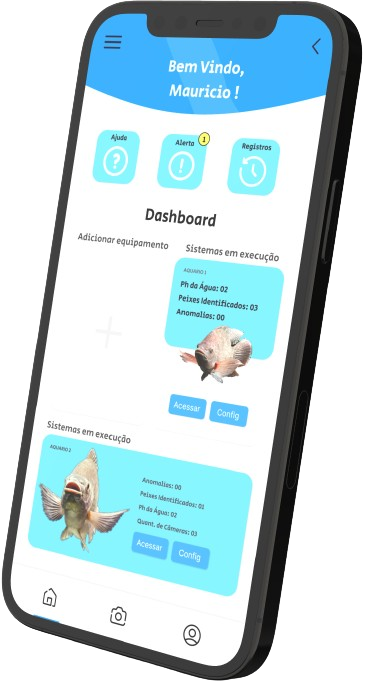 Bem Vindo,
Mauricio !
Ajuda
Alerta
1
Registros
Dashboard
Adicionar equipamento
Sistemas em execução
AQUARIO 1
Ph da Água: 02
Peixes Identificados: 03
Anomalias: 00
Acessar
Config
Sistemas em execução
AQUARIO 2
Anomalias: 00
Peixes Identificados: 01
Ph da Água: 02
Quant. de Câmeras: 03
Acessar
Config